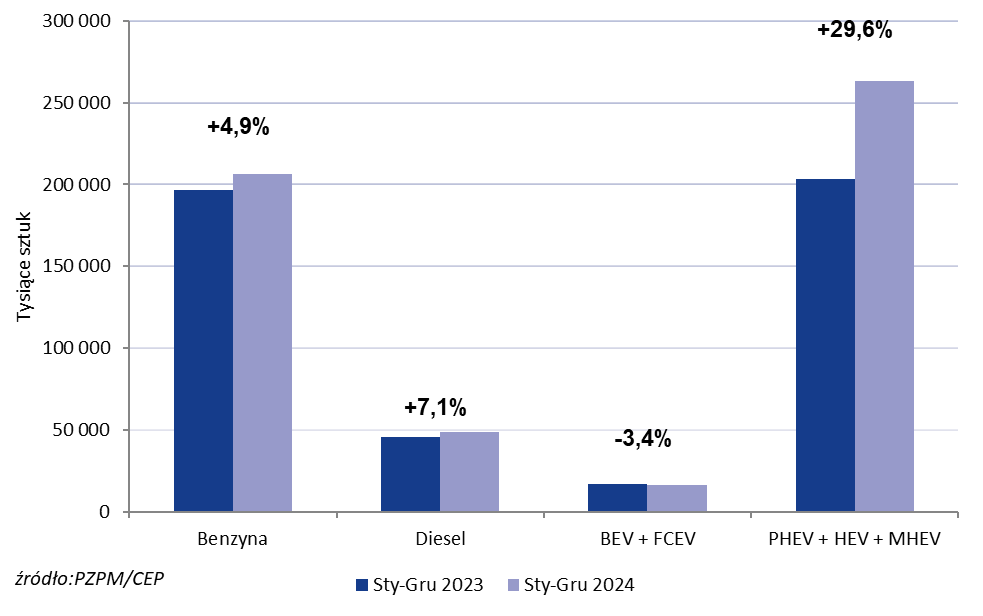 300 000
+29,6%
250 000
+4,9%
200 000
150 000
Tysiące sztuk
100 000
+7,1%
50 000
-3,4%
0
Benzyna
Diesel
BEV + FCEV
PHEV + HEV + MHEV
źródło:PZPM/CEP
Sty-Gru 2023
Sty-Gru 2024